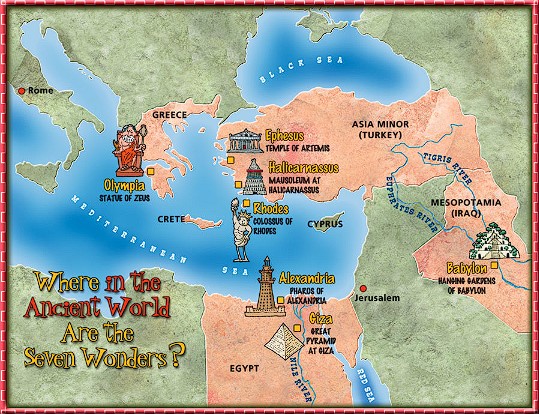 BLACK SEA
Rome
GREECE
ASIA MINOR
(TURKEY)
Ephesus
TEMPLE OF ARTEMIS
TIGRIS RIVER
Halicarnassus
MAUSOLEUM AT
HALICARNASSUS
Olympia
STATUE OF ZEUS
EUPHRATES RIVER
MESOPOTAMIA
(IRAQ)
Rhodes
COLOSSUS OF
RHODES
CRETE
CYPRUS
MEDITERRANEAN SEA
Babylon
HANGING GARDENS
OF BABYLON
Alexandria
PHAROS OF
ALEXANDRIA
Jerusalem
Where in the
Ancient World
Are the
Seven Wonders?
Giza
GREAT
PYRAMID
AT GIZA
EGYPT
NILE RIVER
RED SEA